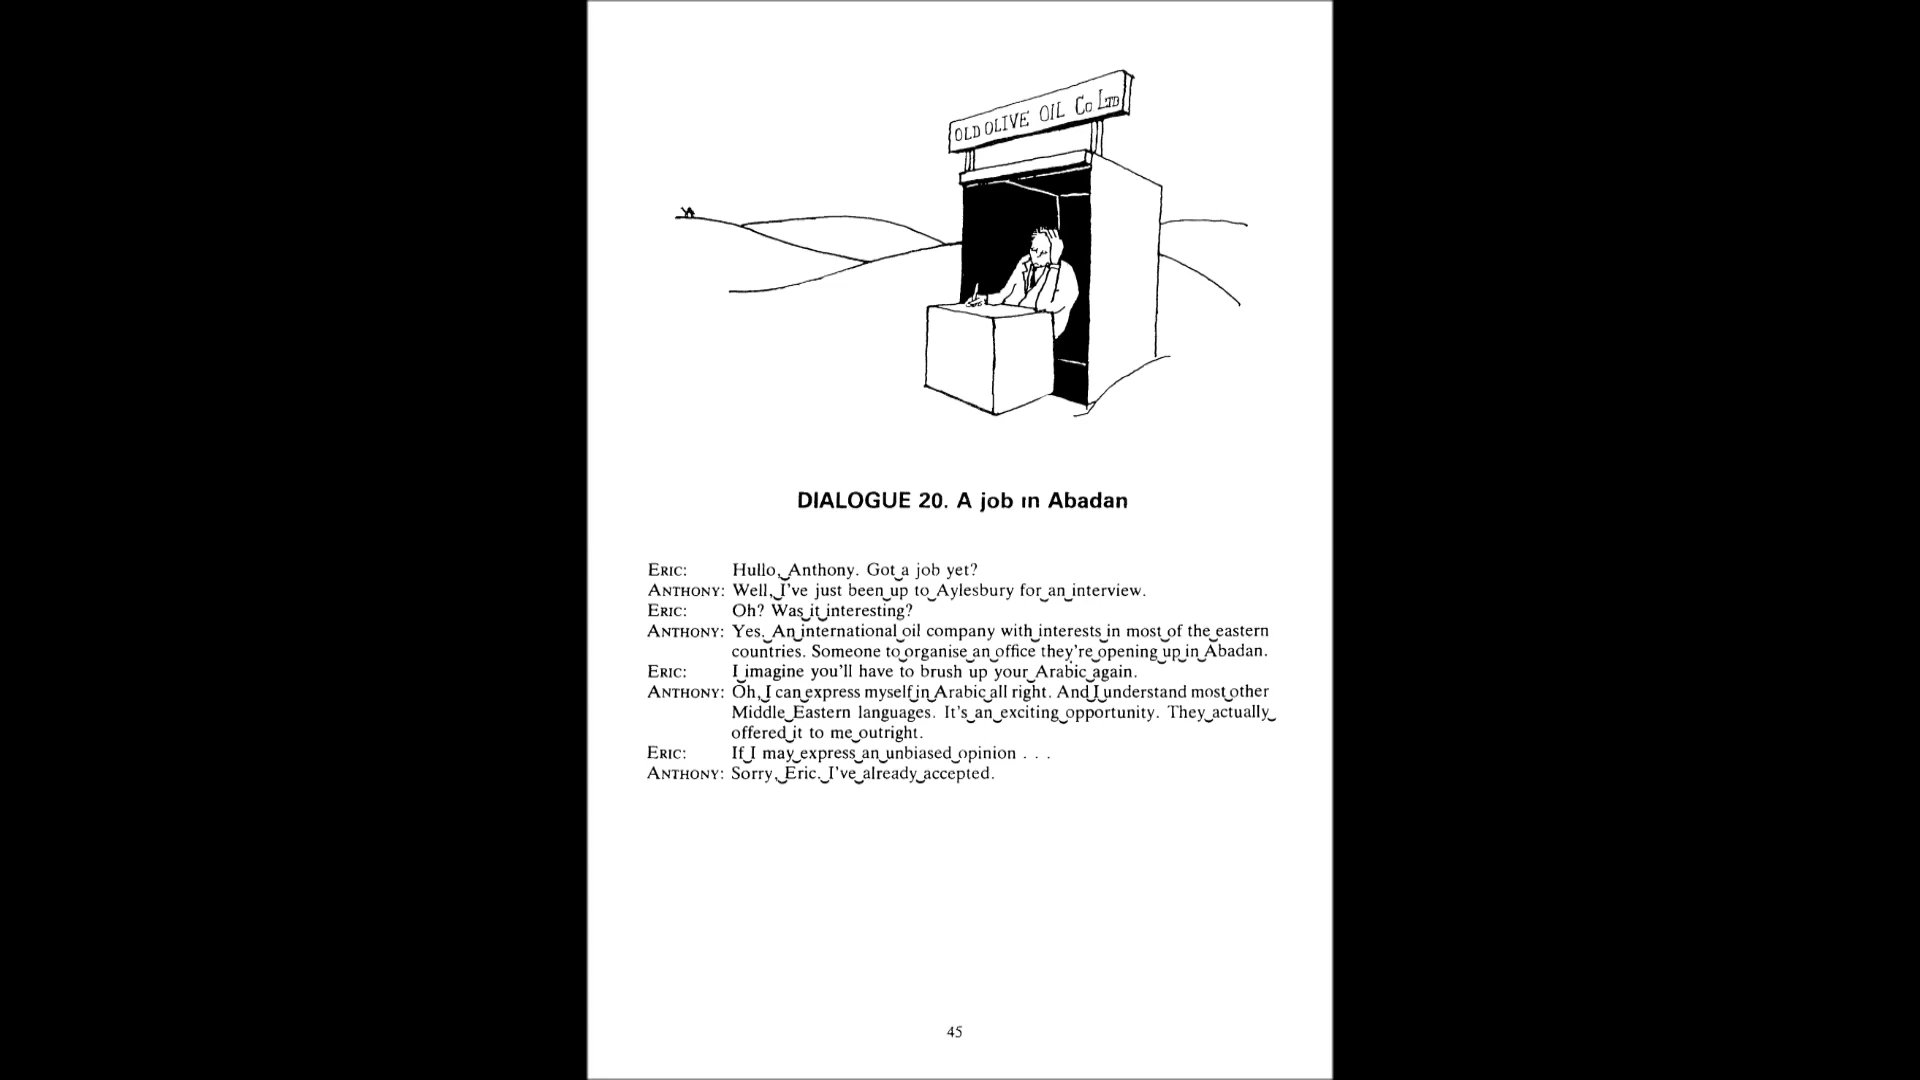 OLD OLIVE OIL Co LTD
DIALOGUE 20. A job in Abadan
ERIC: Hullo, Anthony. Got a job yet?
ANTHONY: Well, I've just been up to Aylesbury for an interview.
ERIC: Oh? Was it interesting?
ANTHONY: Yes. An international oil company with interests in most of the eastern
countries. Someone to organise an office they're opening up in Abadan.
ERIC: I imagine you'll have to brush up your Arabic again.
ANTHONY: Oh, I can express myself in Arabic all right. And I understand most other
Middle Eastern languages. It's an exciting opportunity. They actually
offered it to me outright.
ERIC: If I may express an unbiased opinion . . .
ANTHONY: Sorry, Eric. I've already accepted.
45